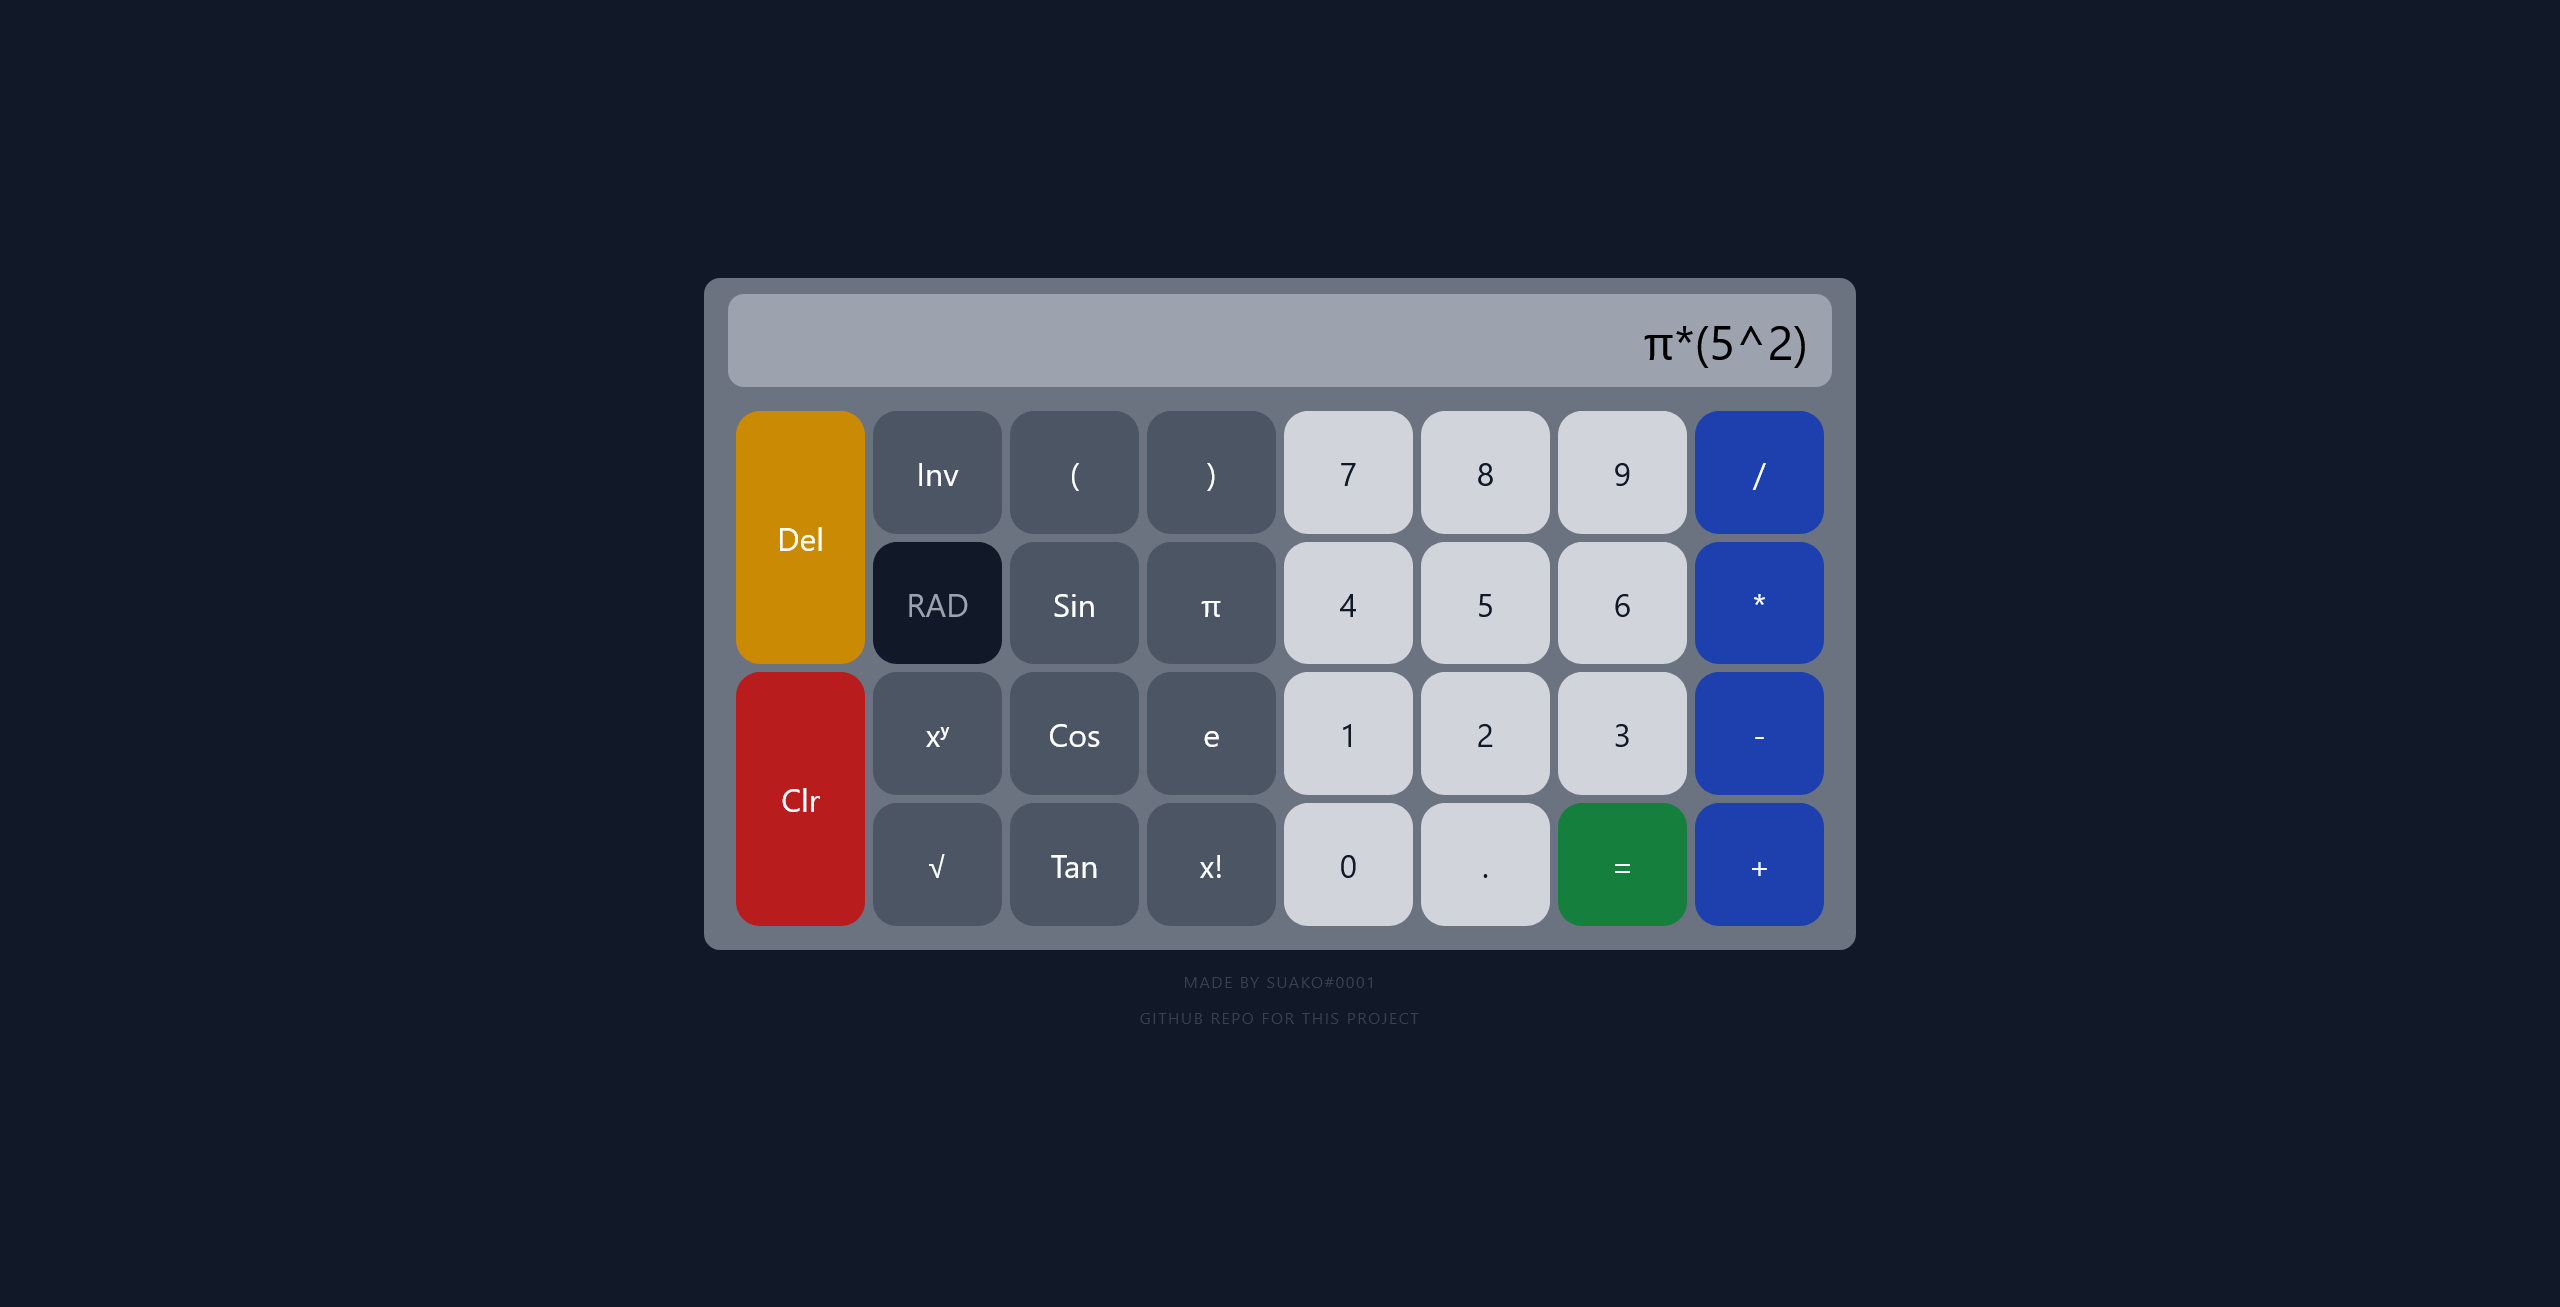 π*(5^2)
Del Inv ( ) 7 8 9 /
RAD Sin π 4 5 6 *
Clr xʸ Cos e 1 2 3 -
√ Tan x! 0 . = +
MADE BY SUAKO#0001
GITHUB REPO FOR THIS PROJECT